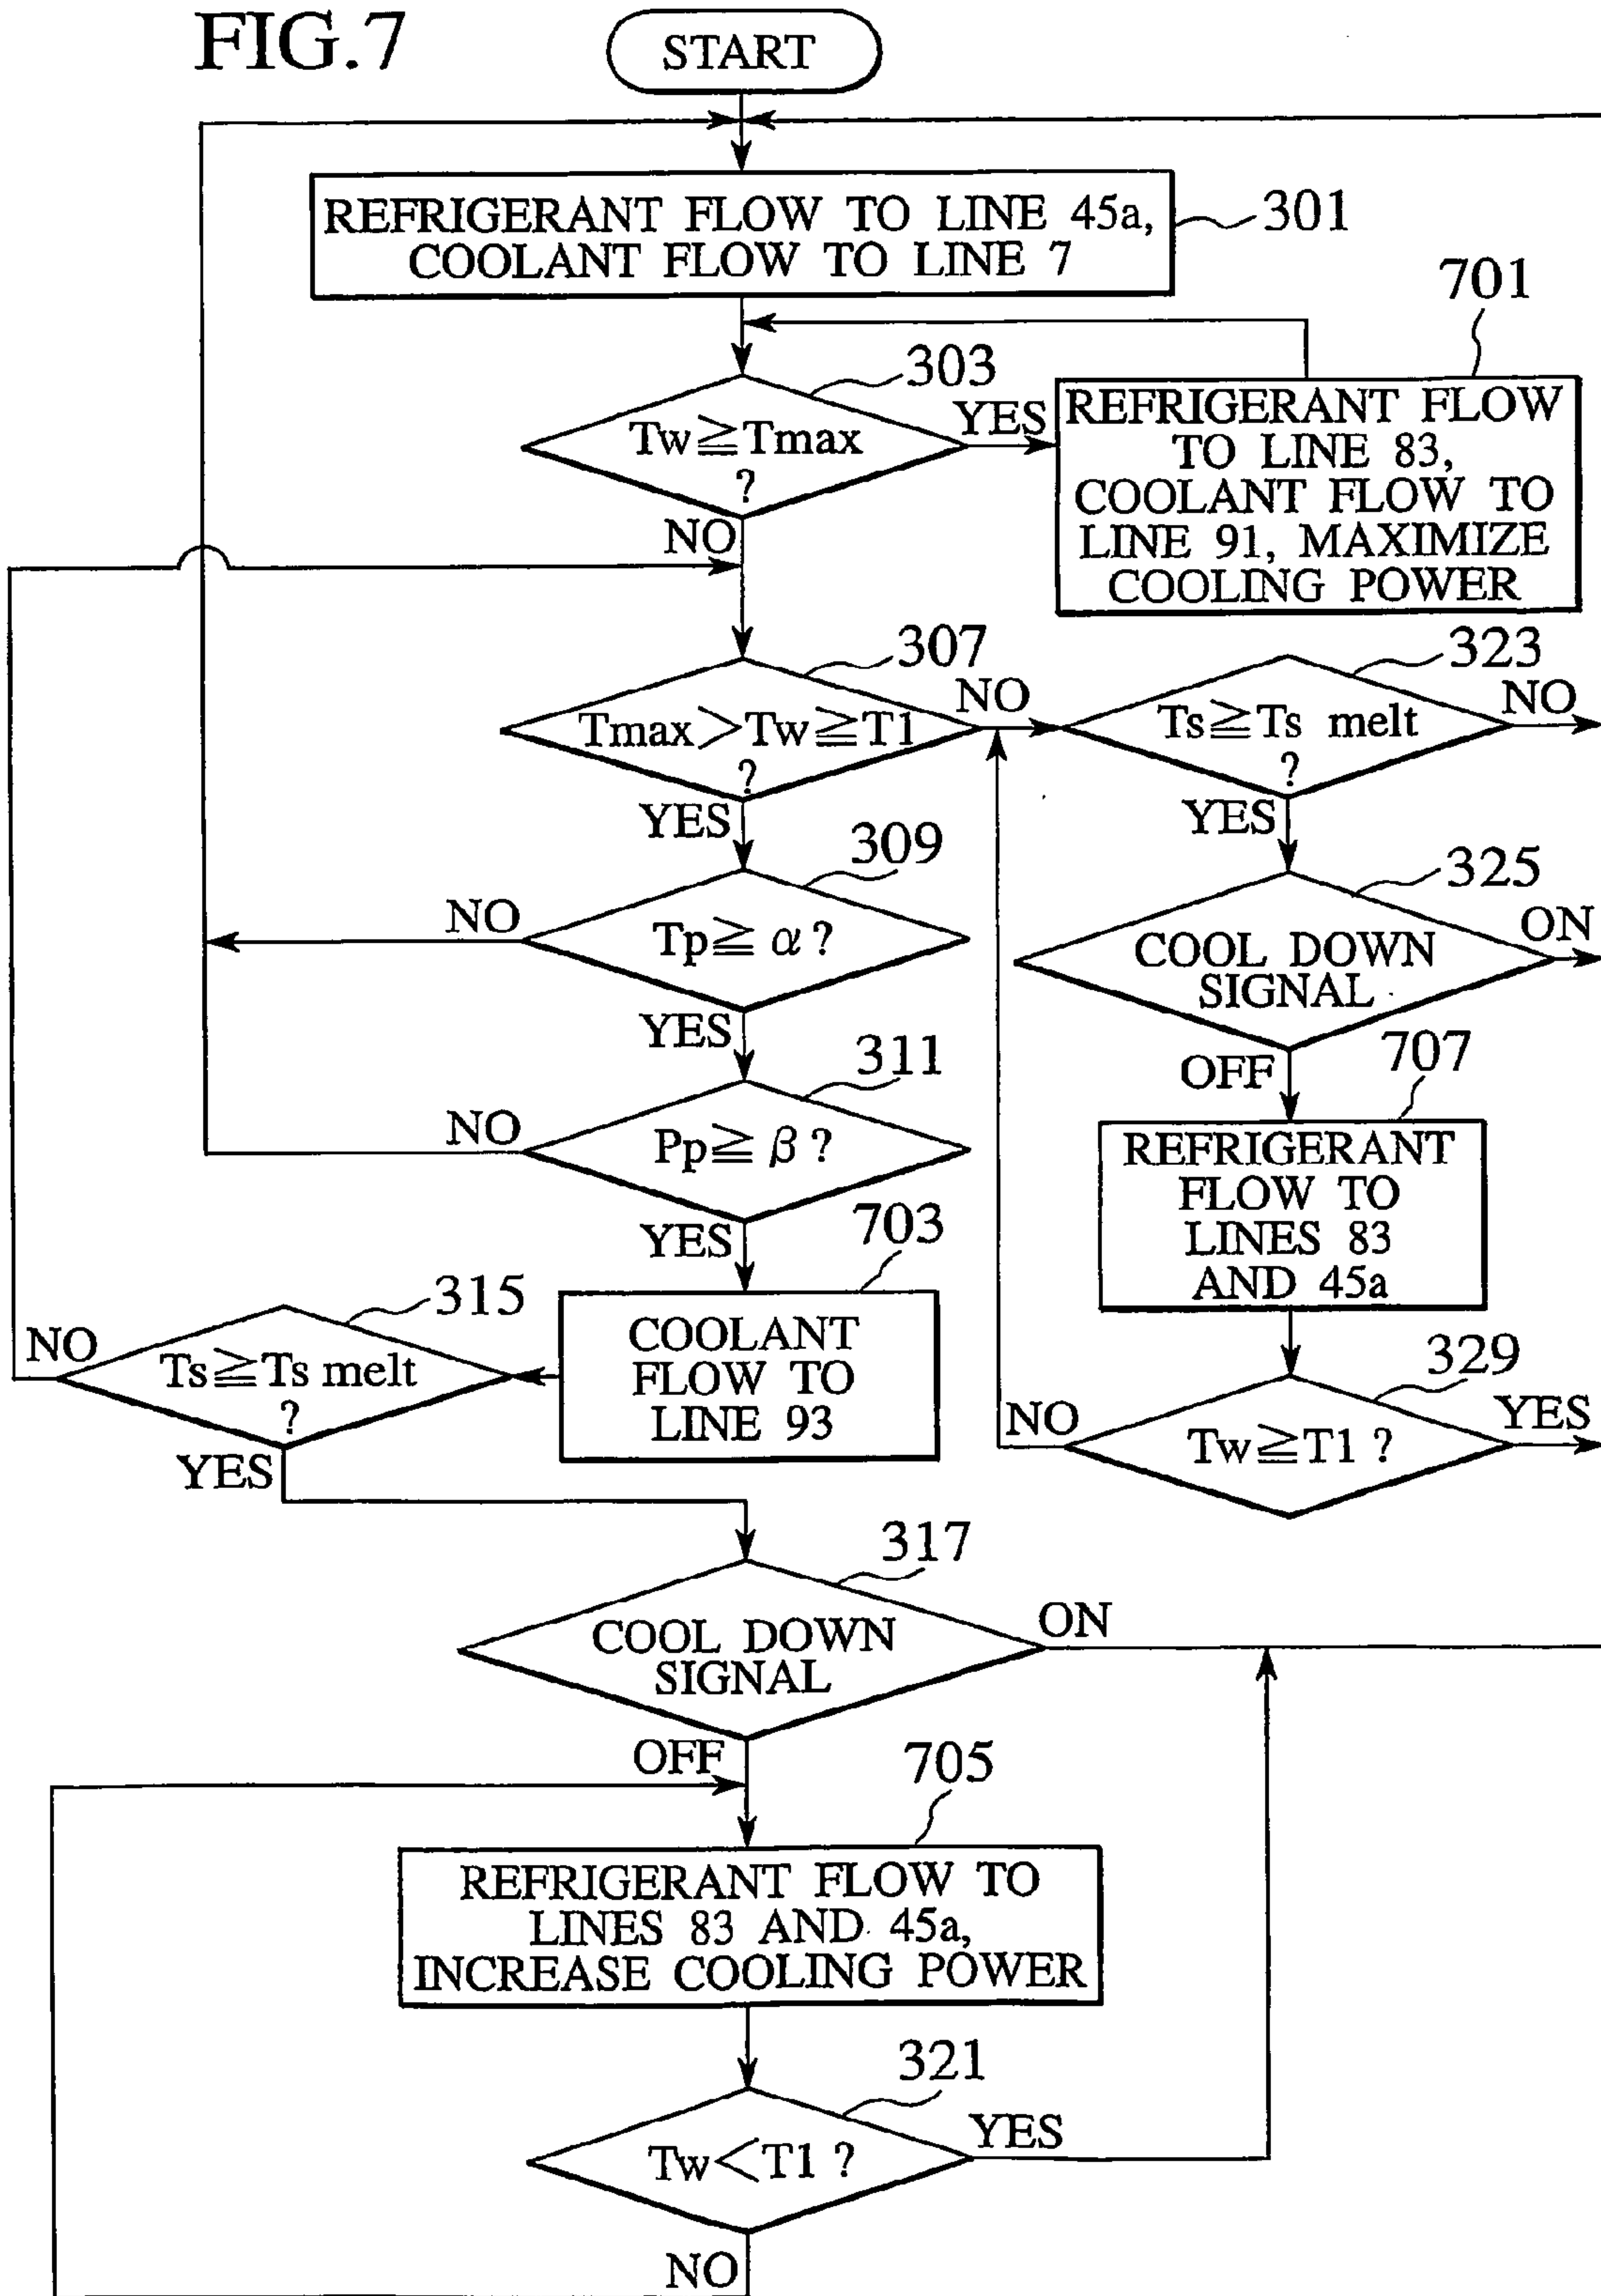 FIG.7
START
REFRIGERANT FLOW TO LINE 45a,
COOLANT FLOW TO LINE 7
301
701
303
Tw≧Tmax
?
YES
NO
REFRIGERANT FLOW
TO LINE 83,
COOLANT FLOW TO
LINE 91, MAXIMIZE
COOLING POWER
307
Tmax>Tw≧T1
?
NO
YES
323
Ts≧Ts melt
?
NO
YES
309
Tp≧α?
NO
YES
325
COOL DOWN
SIGNAL
ON
OFF
311
Pp≧β?
NO
YES
707
REFRIGERANT
FLOW TO
LINES 83
AND 45a
703
COOLANT
FLOW TO
LINE 93
315
Ts≧Ts melt
?
NO
YES
329
Tw≧T1?
NO
YES
317
COOL DOWN
SIGNAL
ON
OFF
705
REFRIGERANT FLOW TO
LINES 83 AND 45a,
INCREASE COOLING POWER
321
Tw<T1?
YES
NO